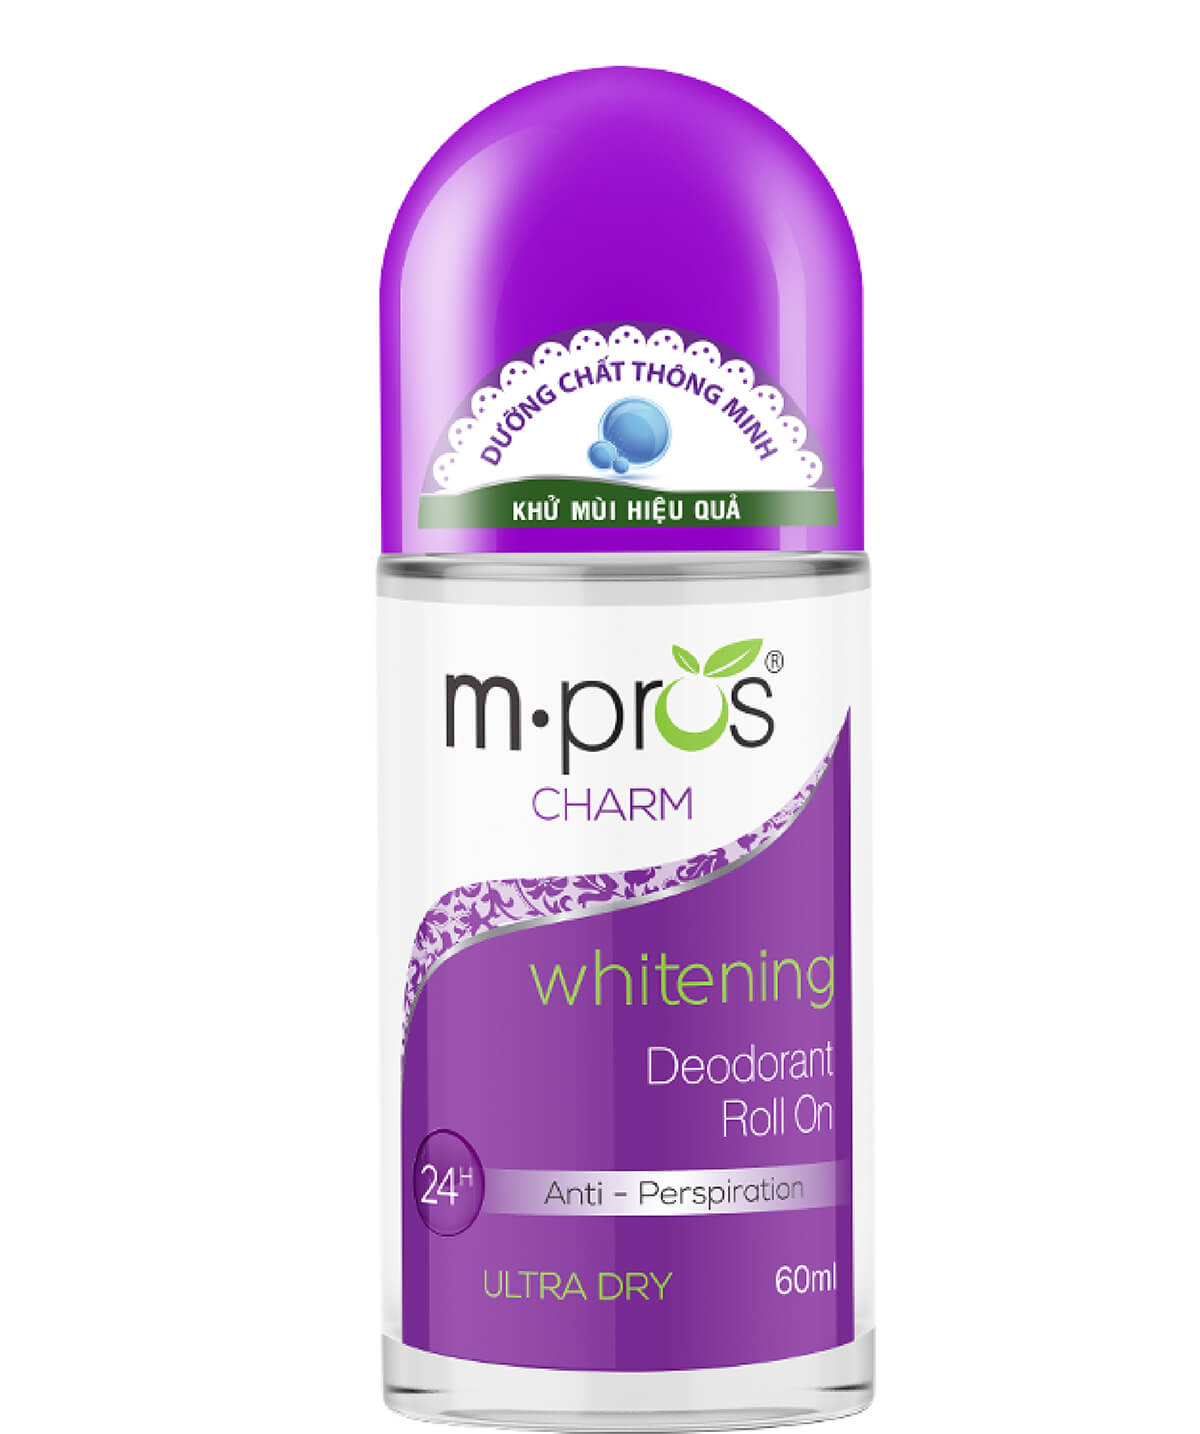 DƯỠNG CHẤT THÔNG MINH
KHỬ MÙI HIỆU QUẢ
m·pros®
CHARM
whitening
Deodorant
Roll On
24H
Anti - Perspiration
ULTRA DRY
60ml